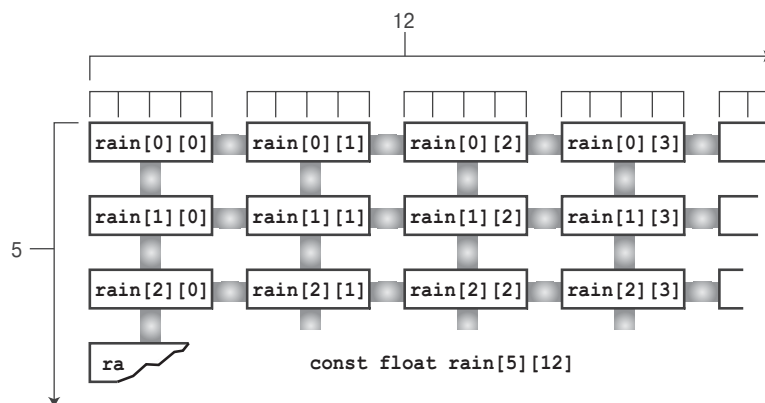 12
rain[0][0] rain[0][1] rain[0][2] rain[0][3]
rain[1][0] rain[1][1] rain[1][2] rain[1][3]
5
rain[2][0] rain[2][1] rain[2][2] rain[2][3]
ra
const float rain[5][12]